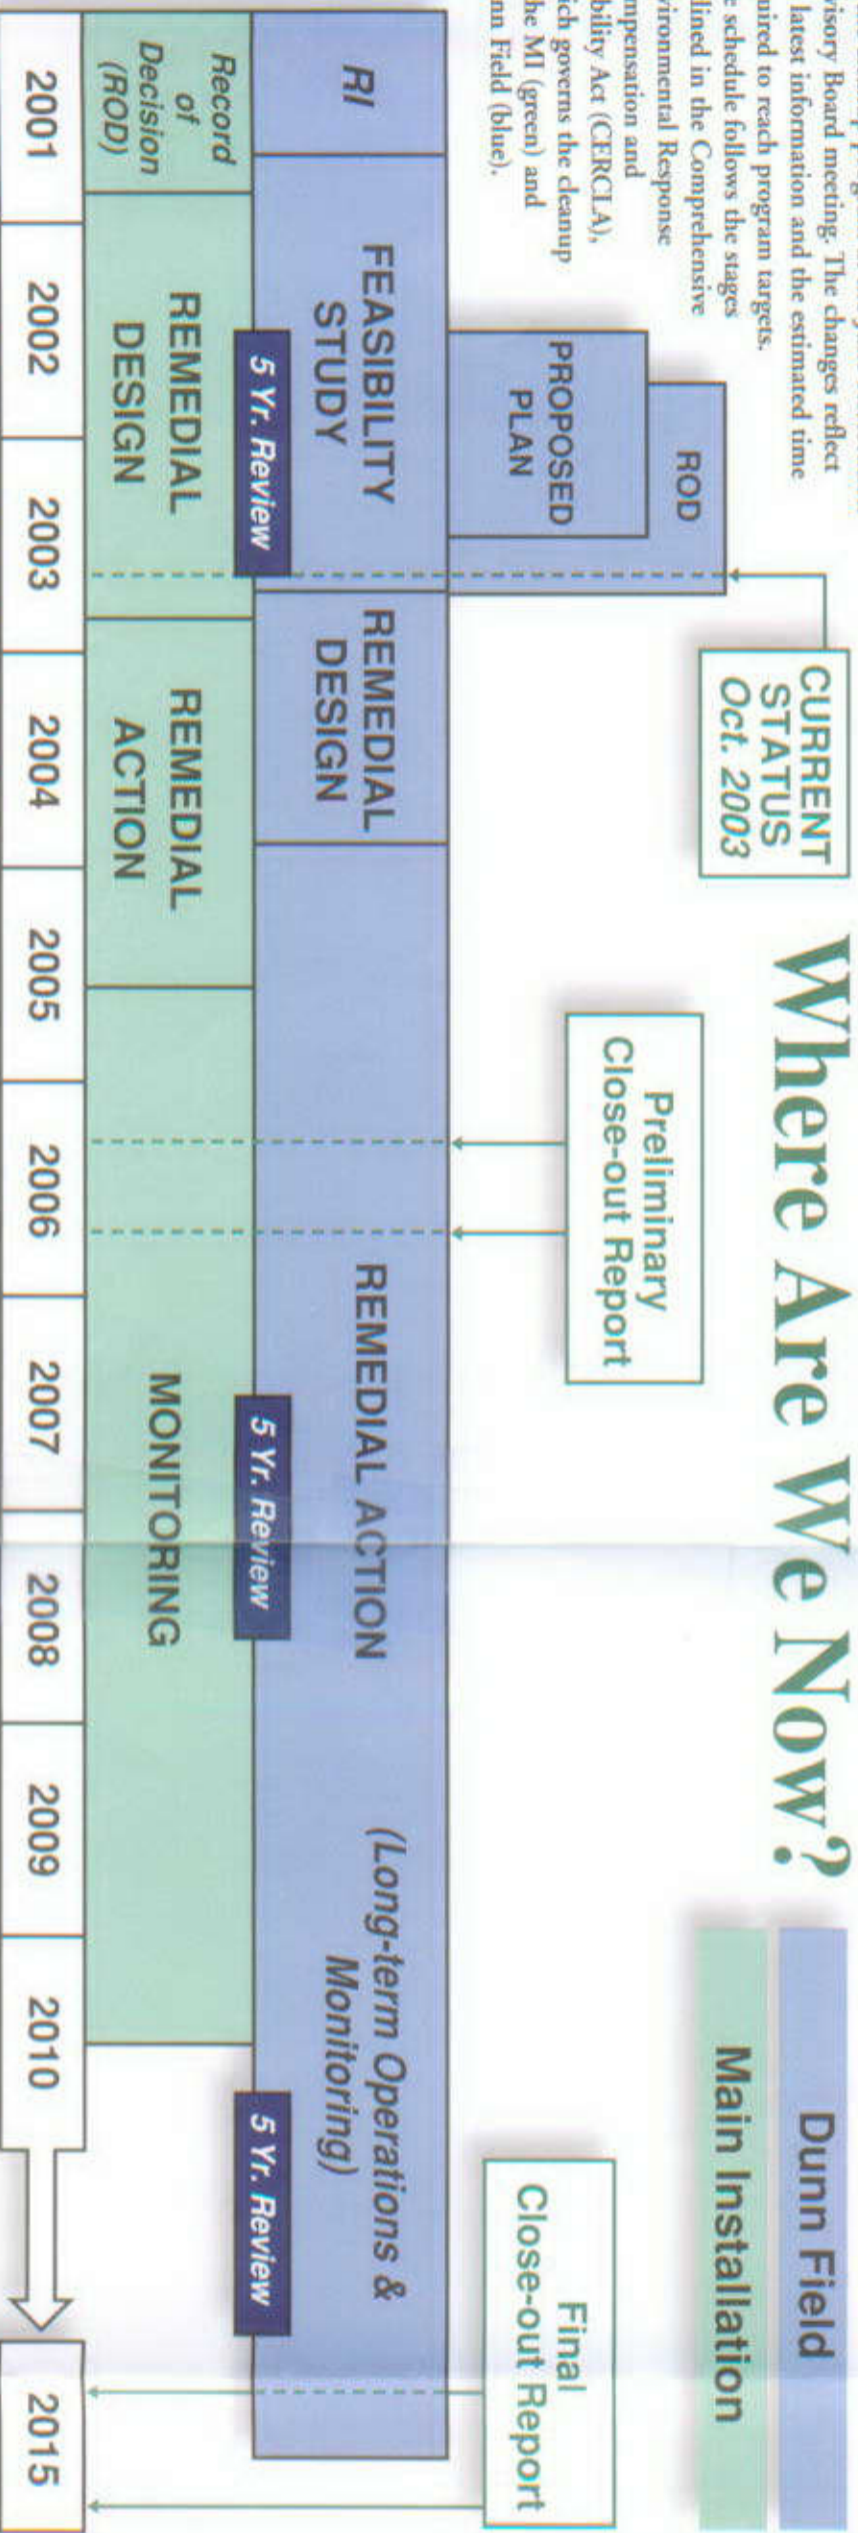 visory Board meeting. The changes reflect
latest information and the estimated time
uired to reach program targets.
e schedule follows the stages
lined in the Comprehensive
vironmental Response
mpensation and
bility Act (CERCLA),
ich governs the cleanup
he MI (green) and
nn Field (blue).
Where Are We Now?
Dunn Field
Main Installation
CURRENT
STATUS
Oct. 2003
Preliminary
Close-out Report
Final
Close-out Report
ROD
PROPOSED
PLAN
RI
FEASIBILITY
STUDY
REMEDIAL
DESIGN
REMEDIAL ACTION
(Long-term Operations &
Monitoring)
5 Yr. Review
5 Yr. Review
5 Yr. Review
Record
of
Decision
(ROD)
REMEDIAL
DESIGN
REMEDIAL
ACTION
MONITORING
2001
2002
2003
2004
2005
2006
2007
2008
2009
2010
2015